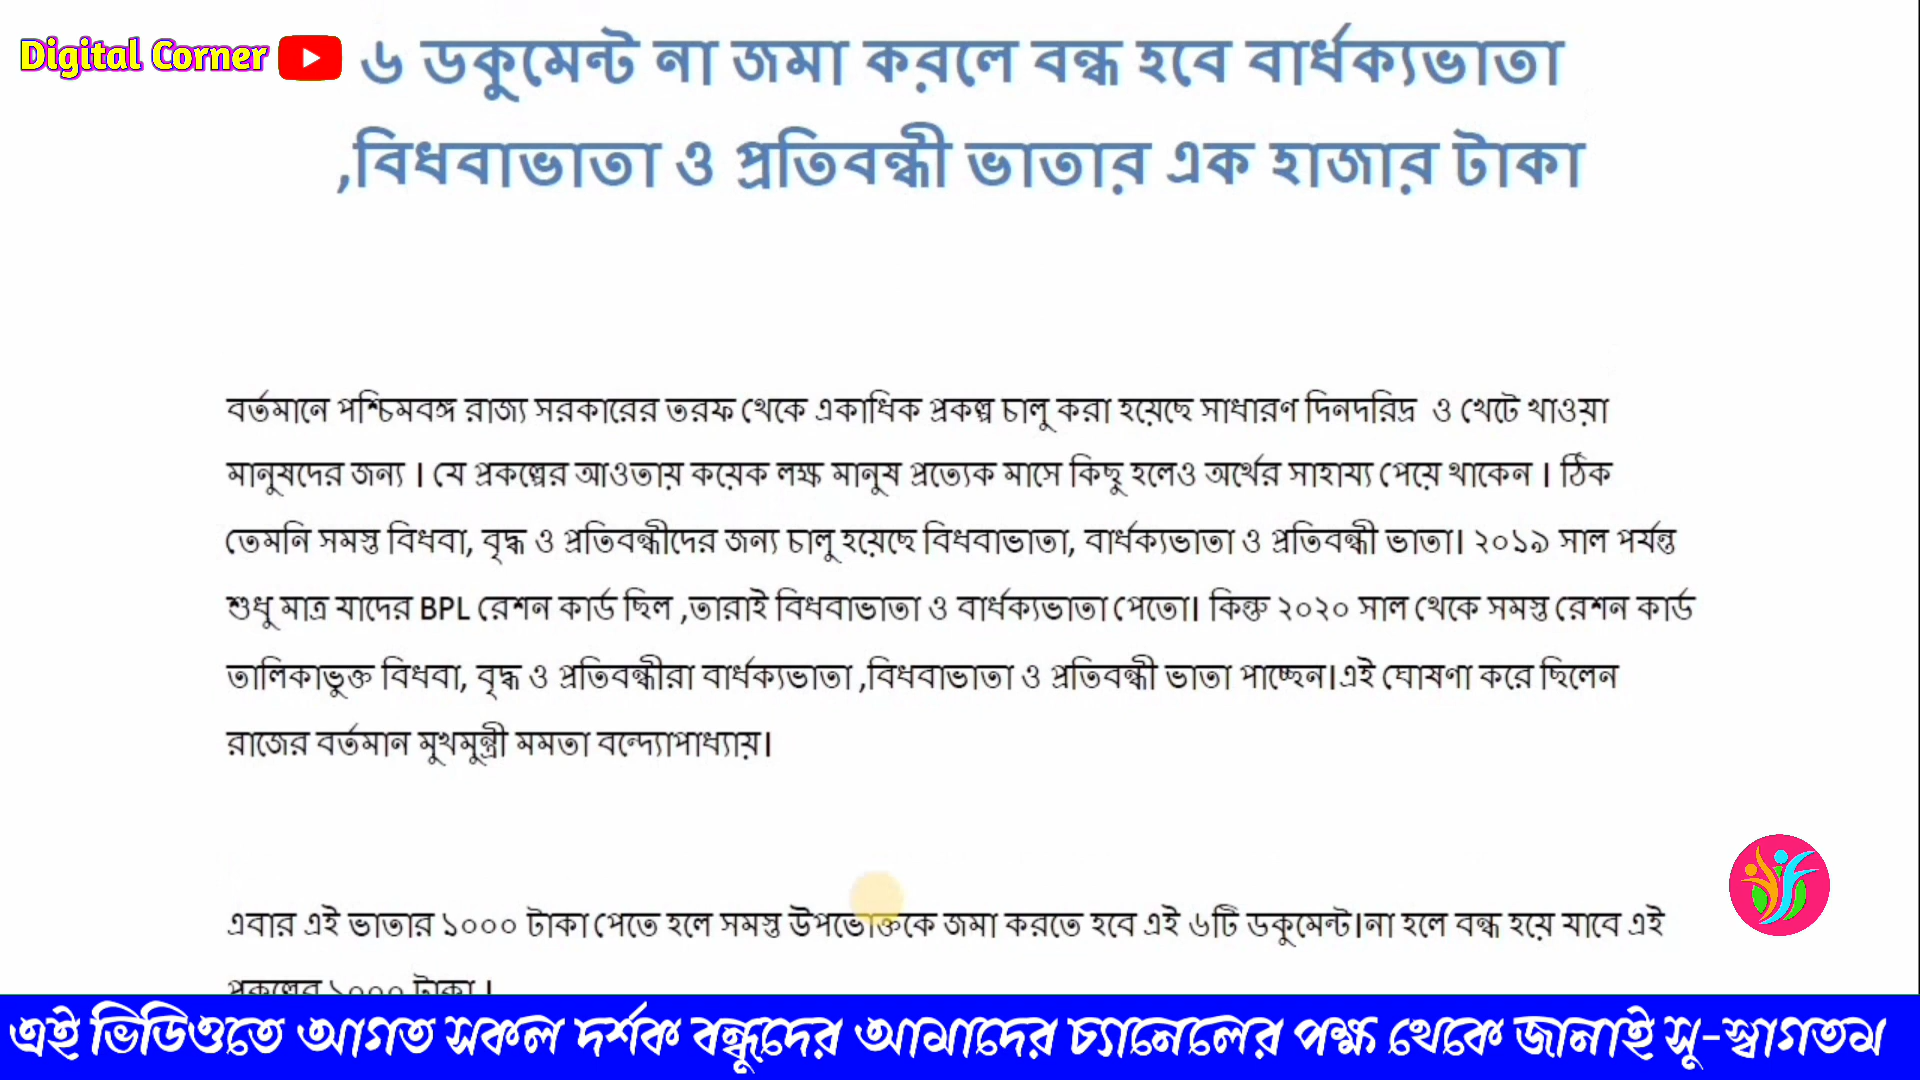 Digital Corner
৬ ডকুমেন্ট না জমা করলে বন্ধ হবে বার্ধক্যভাতা
,বিধবাভাতা ও প্রতিবন্ধী ভাতার এক হাজার টাকা
বর্তমানে পশ্চিমবঙ্গ রাজ্য সরকারের তরফ থেকে একাধিক প্রকল্প চালু করা হয়েছে সাধারণ দিনদরিদ্র ও খেটে খাওয়া
মানুষদের জন্য । যে প্রকল্পের আওতায় কয়েক লক্ষ মানুষ প্রত্যেক মাসে কিছু হলেও অর্থের সাহায্য পেয়ে থাকেন । ঠিক
তেমনি সমস্ত বিধবা, বৃদ্ধ ও প্রতিবন্ধীদের জন্য চালু হয়েছে বিধবাভাতা, বার্ধক্যভাতা ও প্রতিবন্ধী ভাতা। ২০১৯ সাল পর্যন্ত
শুধু মাত্র যাদের BPL রেশন কার্ড ছিল ,তারাই বিধবাভাতা ও বার্ধক্যভাতা পেতো। কিন্তু ২০২০ সাল থেকে সমস্ত রেশন কার্ড
তালিকাভুক্ত বিধবা, বৃদ্ধ ও প্রতিবন্ধীরা বার্ধক্যভাতা ,বিধবাভাতা ও প্রতিবন্ধী ভাতা পাচ্ছেন।এই ঘোষণা করে ছিলেন
রাজের বর্তমান মুখমুন্ত্রী মমতা বন্দ্যোপাধ্যায়।
এবার এই ভাতার ১০০০ টাকা পেতে হলে সমস্ত উপভোক্তাকে জমা করতে হবে এই ৬টি ডকুমেন্ট।না হলে বন্ধ হয়ে যাবে এই
প্রকল্পের ১০০০ টাকা ।
এই ভিডিওতে আগত সকল দর্শক বন্ধুদের আমাদের চ্যানেলের পক্ষ থেকে জানাই সু-স্বাগতম